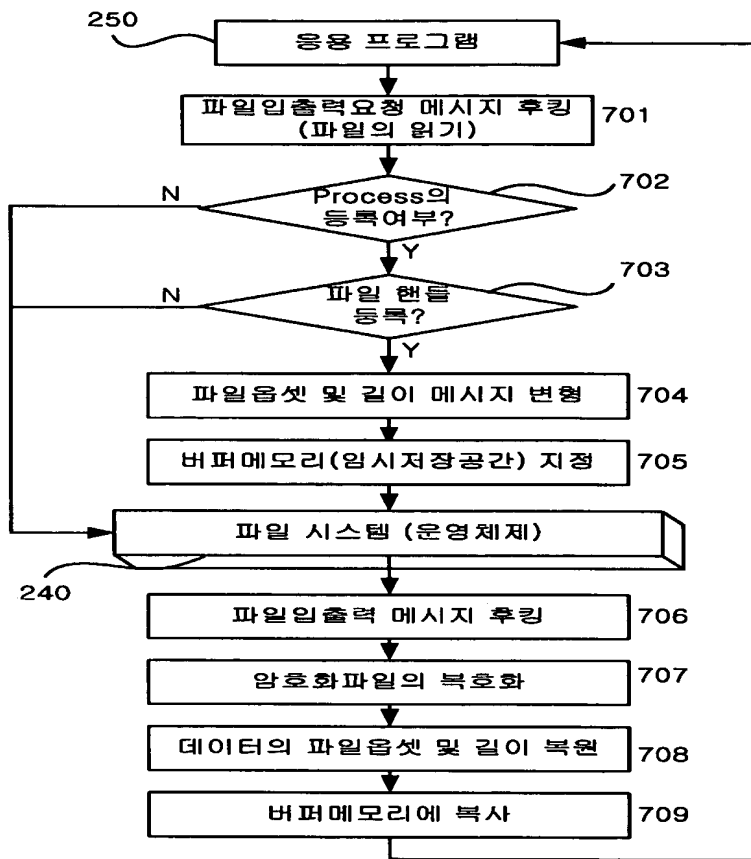 250
응용 프로그램
파일입출력요청 메시지 후킹
(파일의 읽기)
701
N
Process의
등록여부?
702
Y
N
파일 핸들
등록?
703
Y
파일옵셋 및 길이 메시지 변형
704
버퍼메모리(임시저장공간) 지정
705
파일 시스템 (운영체제)
240
파일입출력 메시지 후킹
706
암호화파일의 복호화
707
데이터의 파일옵셋 및 길이 복원
708
버퍼메모리에 복사
709